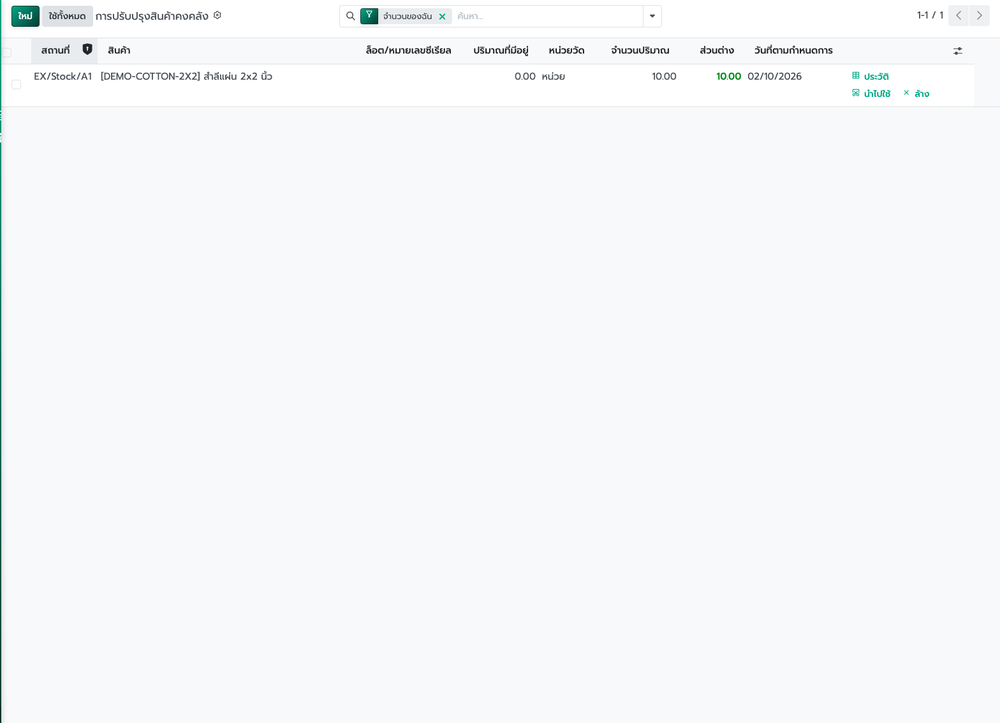 ใหม่ ใช้ทั้งหมด การปรับปรุงสินค้าคงคลัง จำนวนของฉัน ค้นหา... 1-1 / 1
สถานที่ สินค้า ล็อต/หมายเลขซีเรียล ปริมาณที่มีอยู่ หน่วยวัด จำนวนปริมาณ ส่วนต่าง วันที่ตามกำหนดการ
EX/Stock/A1 [DEMO-COTTON-2X2] สำลีแผ่น 2x2 นิ้ว 0.00 หน่วย 10.00 10.00 02/10/2026 ประวัติ
นำไปใช้ ล้าง